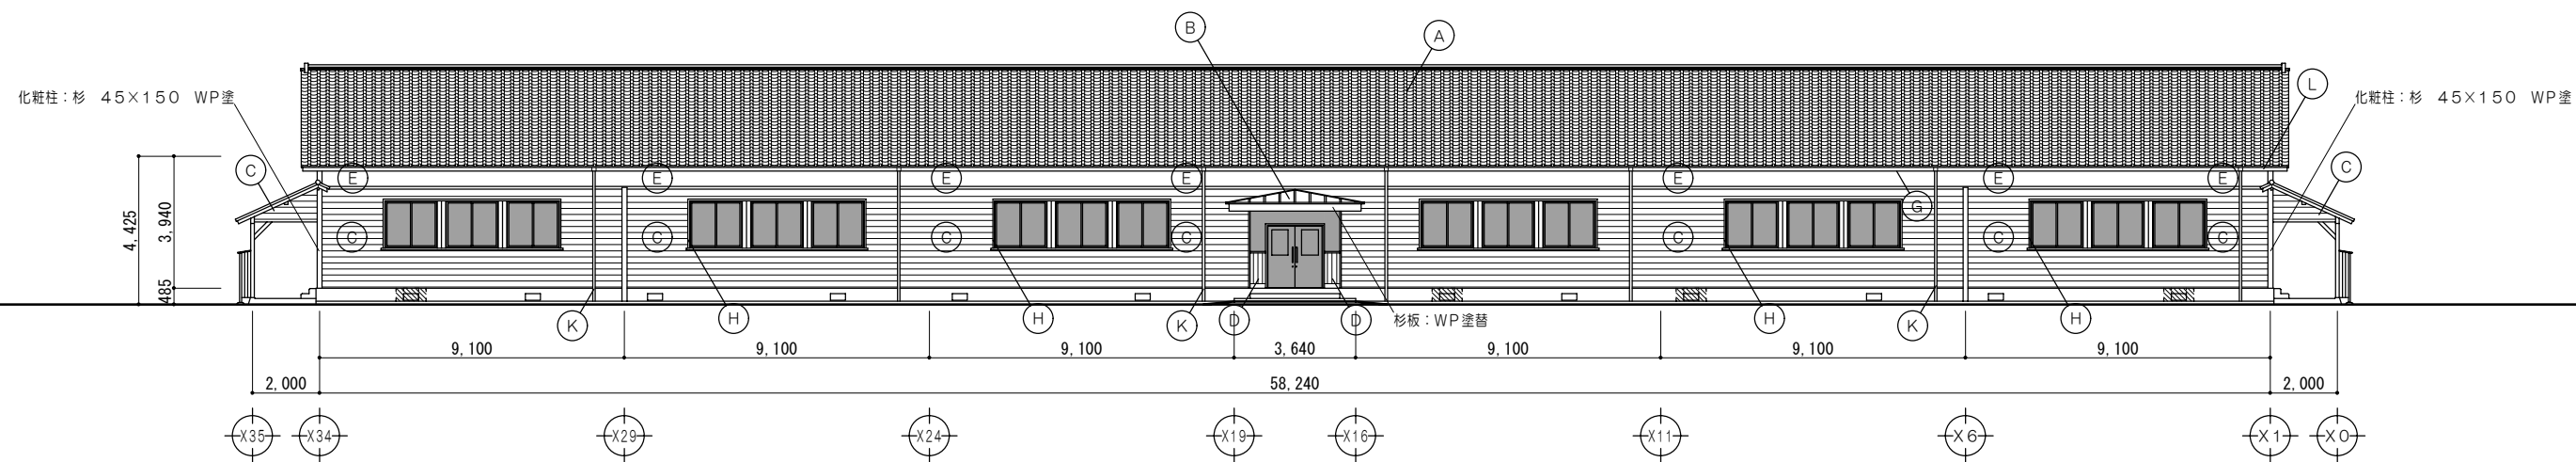 B
A
化粧柱：杉　４５×１５０　ＷＰ塗
L
化粧柱：杉　４５×１５０　ＷＰ塗
C
E
E
E
E
E
E
E
C
G
4,425
3,940
485
C
C
C
C
C
C
C
K
H
H
K
D
D
杉板：ＷＰ塗替
H
K
H
9,100
9,100
9,100
3,640
9,100
9,100
9,100
2,000
58,240
2,000
X35
X34
X29
X24
X19
X16
X11
X6
X1
X0